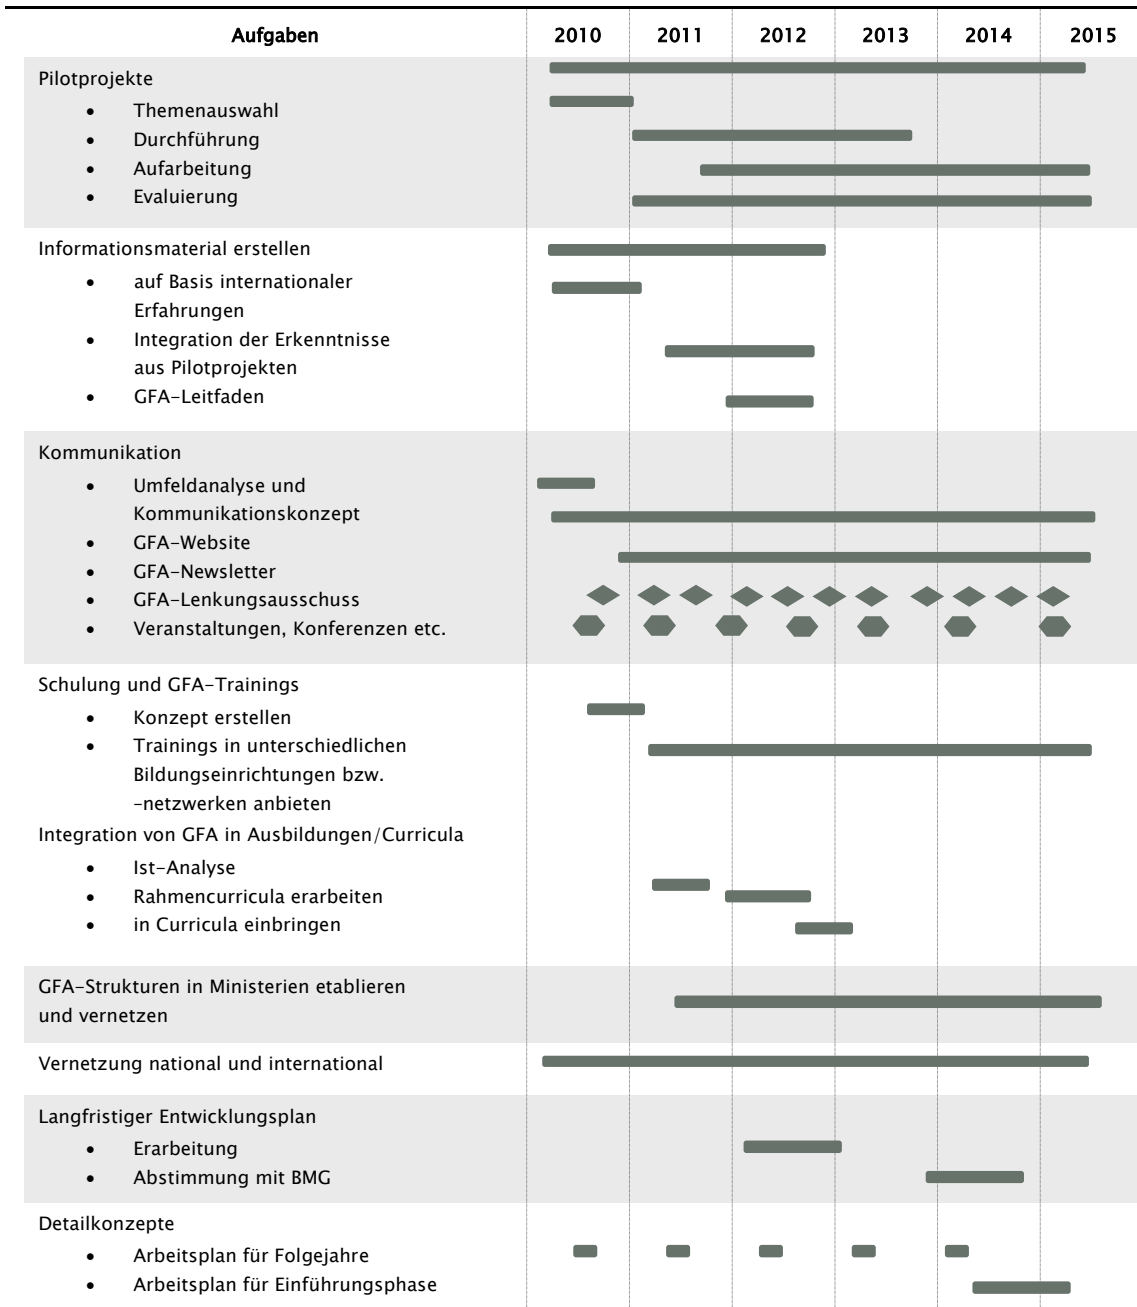 Aufgaben 2010 2011 2012 2013 2014 2015
Pilotprojekte
• Themenauswahl
• Durchführung
• Aufarbeitung
• Evaluierung
Informationsmaterial erstellen
• auf Basis internationaler
Erfahrungen
• Integration der Erkenntnisse
aus Pilotprojekten
• GFA-Leitfaden
Kommunikation
• Umfeldanalyse und
Kommunikationskonzept
• GFA-Website
• GFA-Newsletter
• GFA-Lenkungsausschuss
• Veranstaltungen, Konferenzen etc.
Schulung und GFA-Trainings
• Konzept erstellen
• Trainings in unterschiedlichen
Bildungseinrichtungen bzw.
-netzwerken anbieten
Integration von GFA in Ausbildungen/Curricula
• Ist-Analyse
• Rahmencurricula erarbeiten
• in Curricula einbringen
GFA-Strukturen in Ministerien etablieren
und vernetzen
Vernetzung national und international
Langfristiger Entwicklungsplan
• Erarbeitung
• Abstimmung mit BMG
Detailkonzepte
• Arbeitsplan für Folgejahre
• Arbeitsplan für Einführungsphase